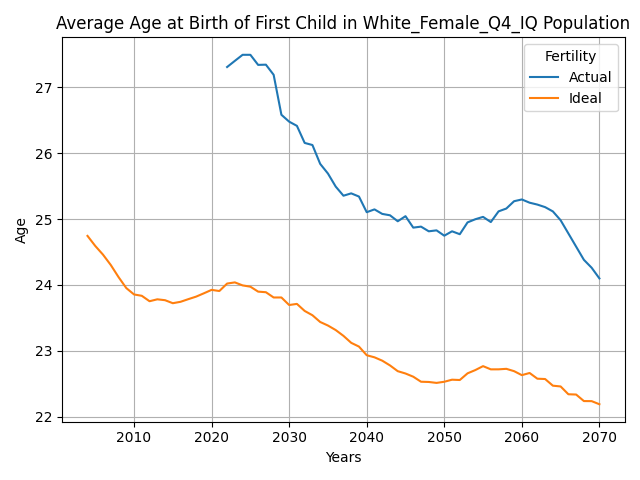 Average Age at Birth of First Child in White_Female_Q4_IQ Population
Fertility
Actual
Ideal
27
26
25
24
23
22
Age
2010 2020 2030 2040 2050 2060 2070
Years